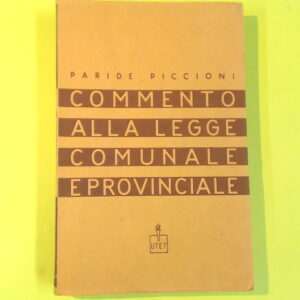 PARIDE PICCIONI
COMMENTO
ALLA LEGGE
COMUNALE
E PROVINCIALE
UTET